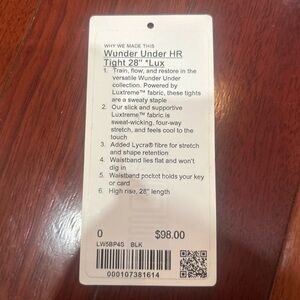 WHY WE MADE THIS
Wunder Under HR
Tight 28" *Lux
1. Train, flow, and restore in the
versatile Wunder Under
collection. Powered by
Luxtreme™ fabric, these tights
are a sweaty staple
2. Our slick and supportive
Luxtreme™ fabric is
sweat-wicking, four-way
stretch, and feels cool to the
touch
3. Added Lycra® fibre for stretch
and shape retention
4. Waistband lies flat and won't
dig in
5. Waistband pocket holds your key
or card
6. High rise, 28" length
0 $98.00
LW5BP4S BLK
000107381614